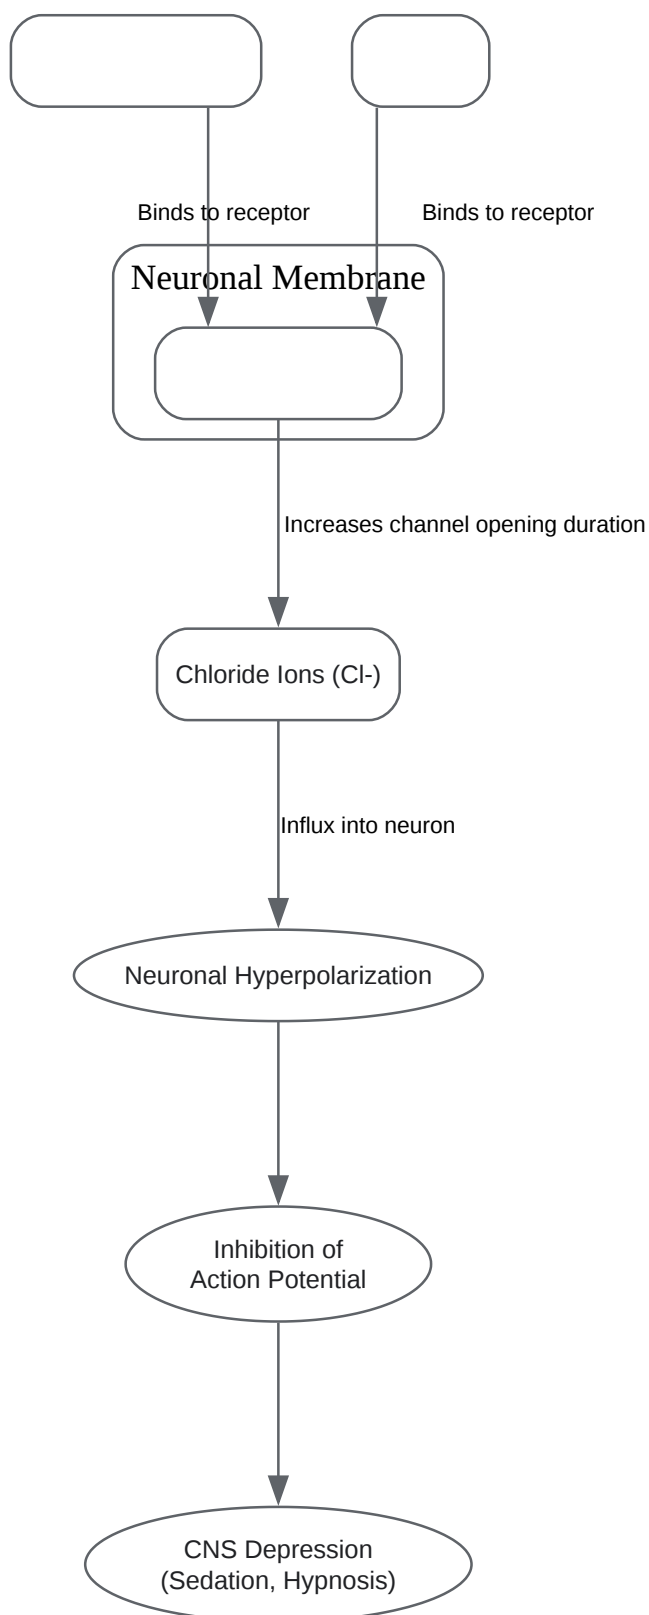 Binds to receptor
Binds to receptor
Neuronal Membrane
Increases channel opening duration
Chloride Ions (Cl-)
Influx into neuron
Neuronal Hyperpolarization
Inhibition of
Action Potential
CNS Depression
(Sedation, Hypnosis)